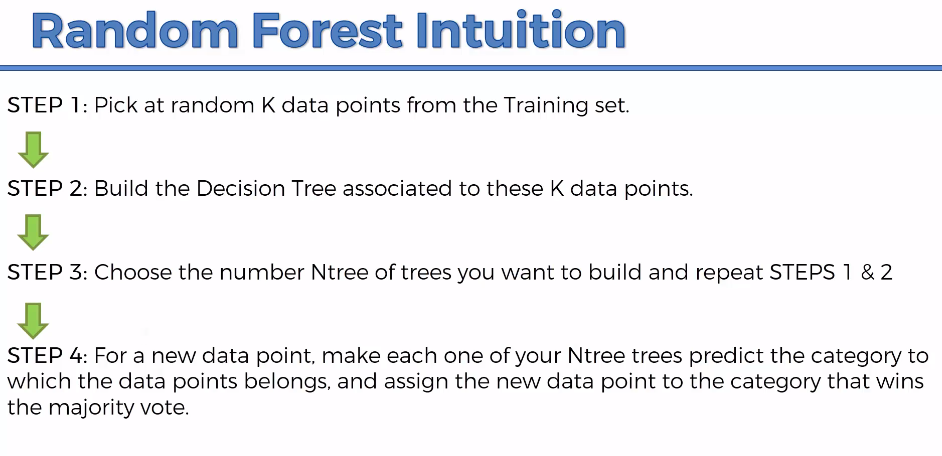 Random Forest Intuition
STEP 1: Pick at random K data points from the Training set.
STEP 2: Build the Decision Tree associated to these K data points.
STEP 3: Choose the number Ntree of trees you want to build and repeat STEPS 1 & 2
STEP 4: For a new data point, make each one of your Ntree trees predict the category to
which the data points belongs, and assign the new data point to the category that wins
the majority vote.